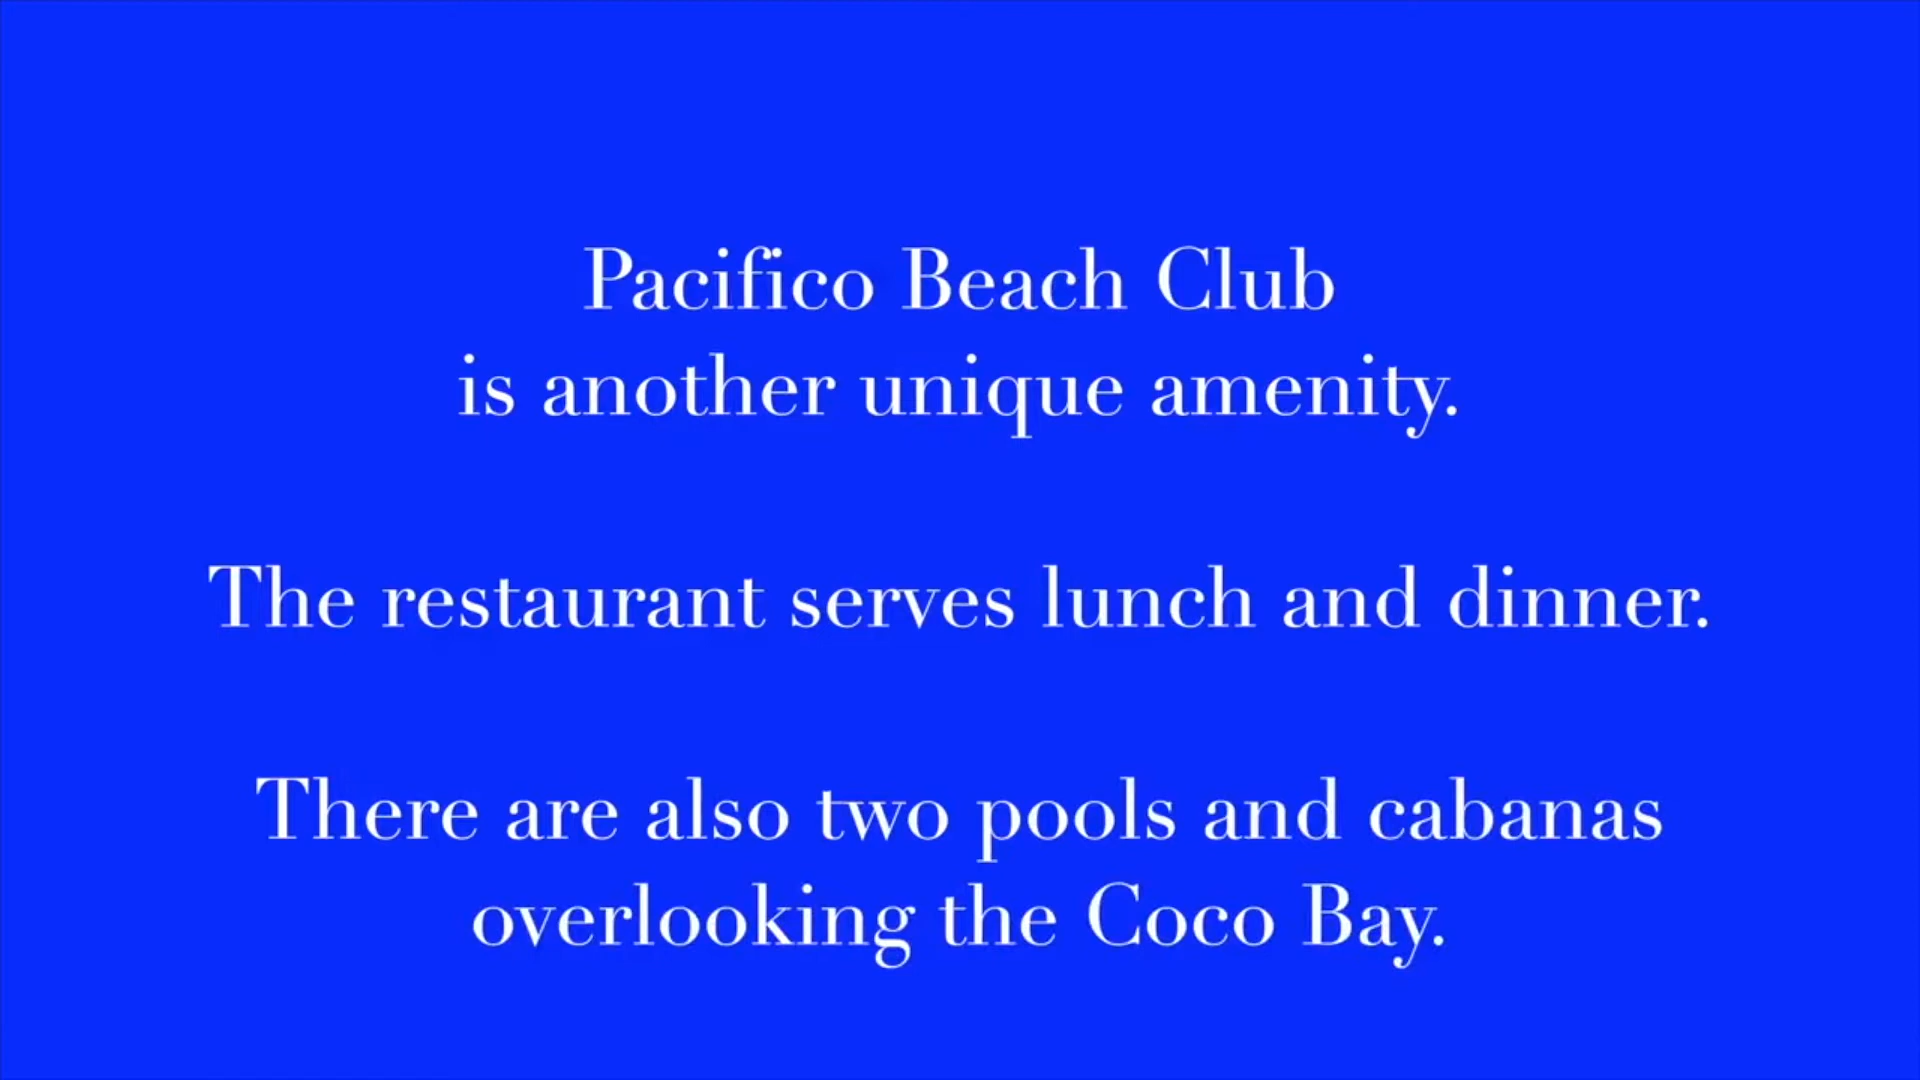 Pacifico Beach Club
is another unique amenity.
The restaurant serves lunch and dinner.
There are also two pools and cabanas
overlooking the Coco Bay.